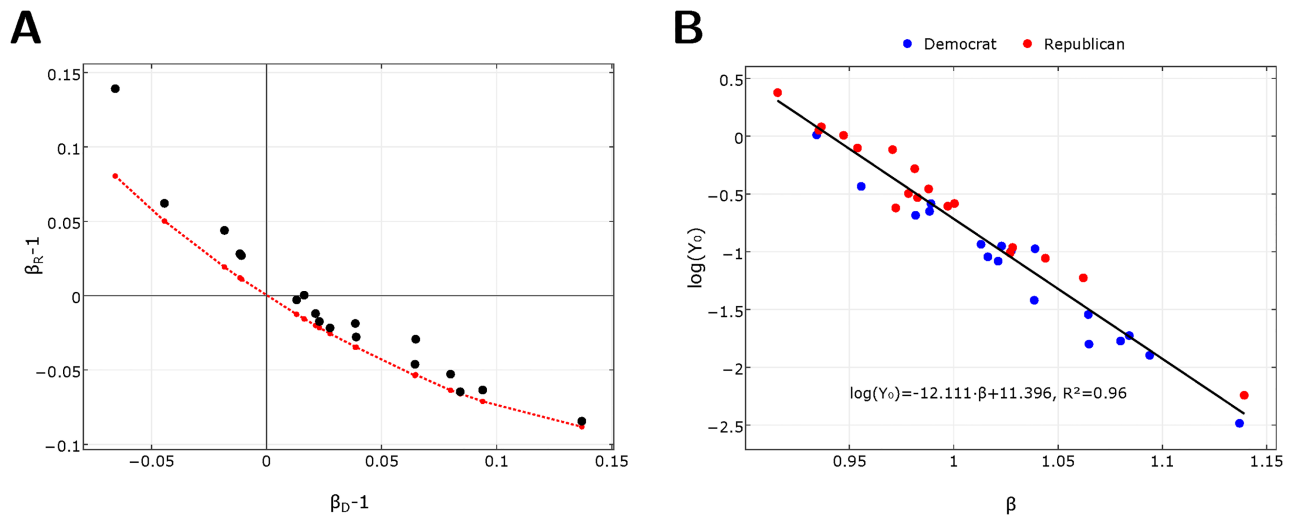 A
0.15
0.1
0.05
0
−0.05
−0.1
β_R-1
−0.05
0
0.05
0.1
0.15
β_D-1
B
Democrat
Republican
0.5
0
−0.5
−1
−1.5
−2
−2.5
log(Y₀)
log(Y₀)=-12.111·β+11.396, R²=0.96
0.95
1
1.05
1.1
1.15
β